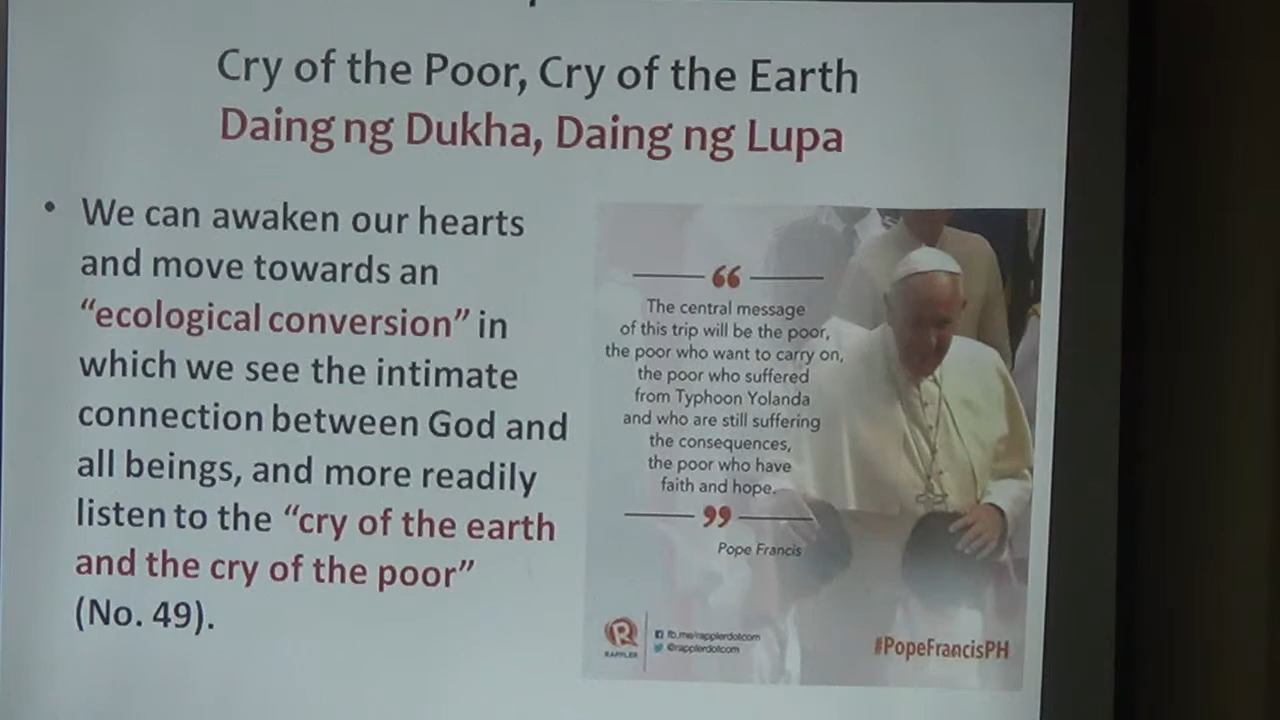 Cry of the Poor, Cry of the Earth
Daing ng Dukha, Daing ng Lupa
• We can awaken our hearts
and move towards an
“ecological conversion” in
which we see the intimate
connection between God and
all beings, and more readily
listen to the “cry of the earth
and the cry of the poor”
(No. 49).
“
The central message
of this trip will be the poor,
the poor who want to carry on,
the poor who suffered
from Typhoon Yolanda
and who are still suffering
the consequences,
the poor who have
faith and hope.
”
Pope Francis
RAPPLER
fb.me/rapplerdotcom
@rapplerdotcom
#PopeFrancisPH